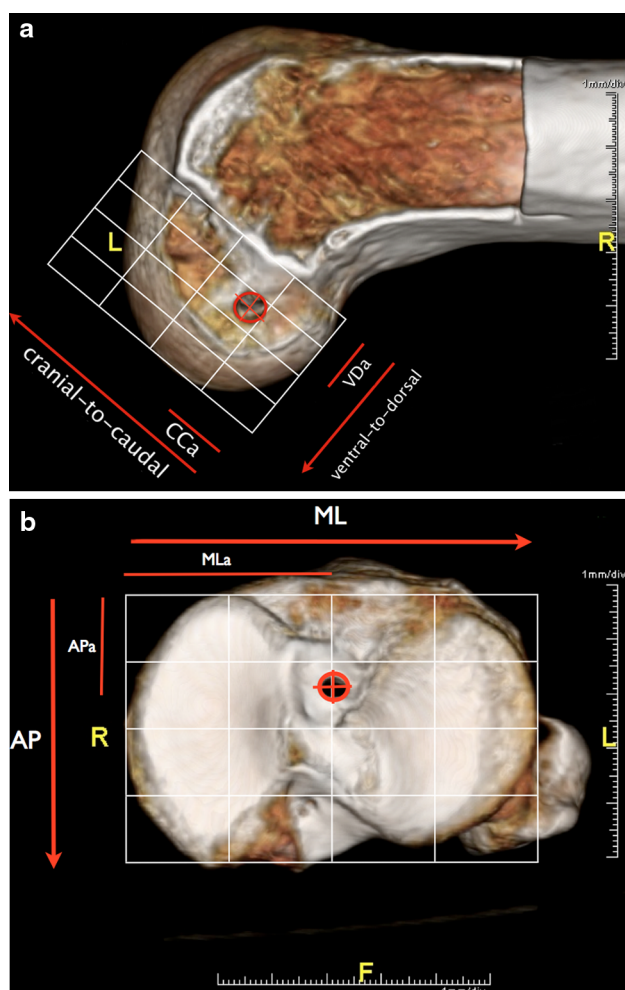 a
1mm/div
L
R
cranial-to-caudal
CCa
VDa
ventral-to-dorsal
b
ML
MLa
1mm/div
APa
AP
R
L
F